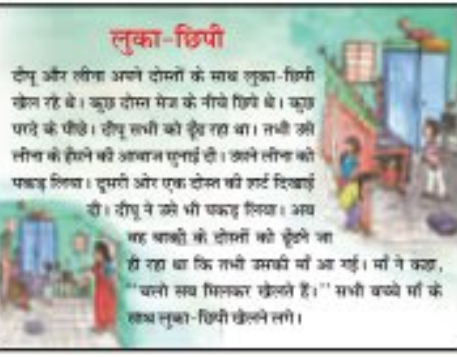 लुका-छिपी
दीपू और लीना अपने दोस्तों के साथ लुका-छिपी
खेल रहे थे। कुछ दोस्त मेज के नीचे छिपे थे। कुछ
परदे के पीछे। दीपू सभी को ढूँढ रहा था। तभी उसे
लीना के हँसने की आवाज सुनाई दी। उसने लीना को
पकड़ लिया। दूसरी ओर एक दोस्त की शर्ट दिखाई
दी। दीपू ने उसे भी पकड़ लिया। अब
वह बाकी के दोस्तों को ढूँढने जा
ही रहा था कि तभी उसकी माँ आ गई। माँ ने कहा,
"चलो सब मिलकर खेलते हैं।" सभी बच्चे माँ के
साथ लुका-छिपी खेलने लगे।